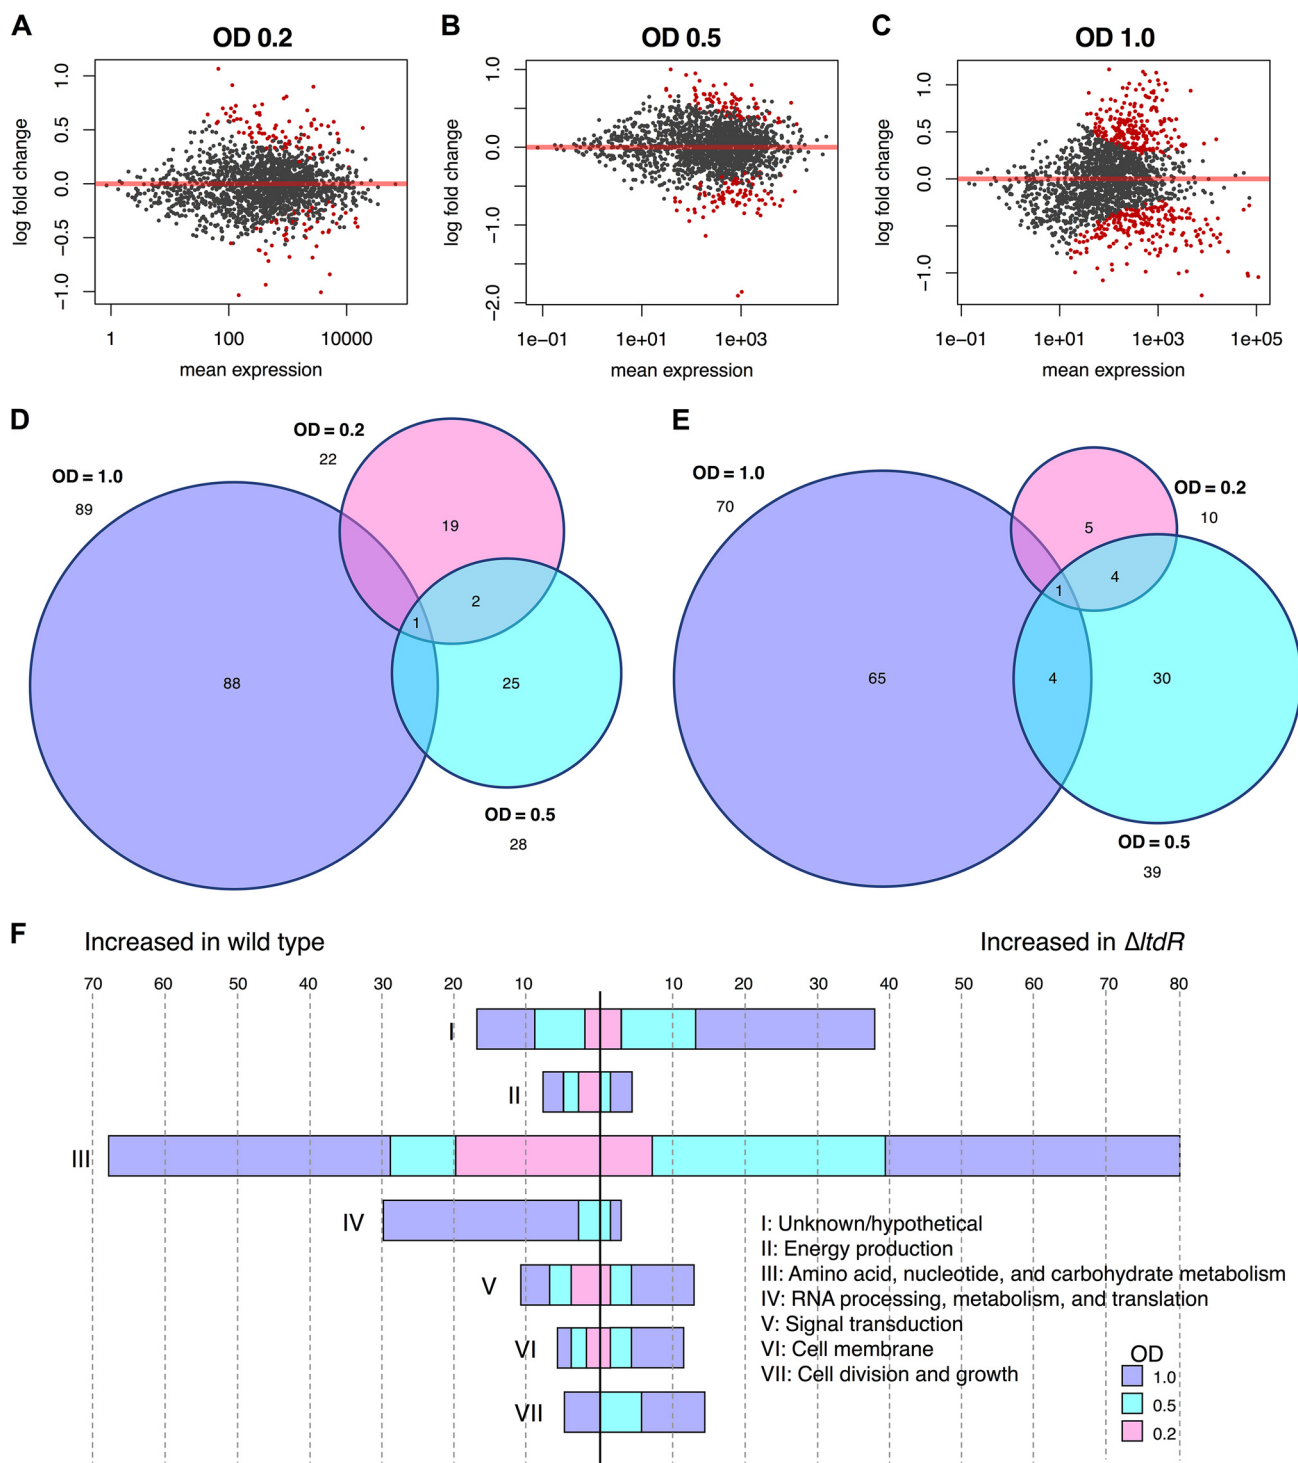 A
OD 0.2
B
OD 0.5
C
OD 1.0
log fold change
1.0
0.5
0.0
−0.5
−1.0
1
100
10000
mean expression
log fold change
1.0
0.0
−1.0
−2.0
1e−01
1e+01
1e+03
mean expression
log fold change
1.0
0.5
0.0
−1.0
1e−01
1e+01
1e+03
1e+05
mean expression
D
OD = 0.2
22
OD = 1.0
89
19
2
1
88
25
OD = 0.5
28
E
OD = 1.0
70
OD = 0.2
10
5
4
1
65
4
30
OD = 0.5
39
F
Increased in wild type
Increased in ΔltdR
70 60 50 40 30 20 10 10 20 30 40 50 60 70 80
I
II
III
IV
V
VI
VII
I: Unknown/hypothetical
II: Energy production
III: Amino acid, nucleotide, and carbohydrate metabolism
IV: RNA processing, metabolism, and translation
V: Signal transduction
VI: Cell membrane
VII: Cell division and growth
OD
1.0
0.5
0.2